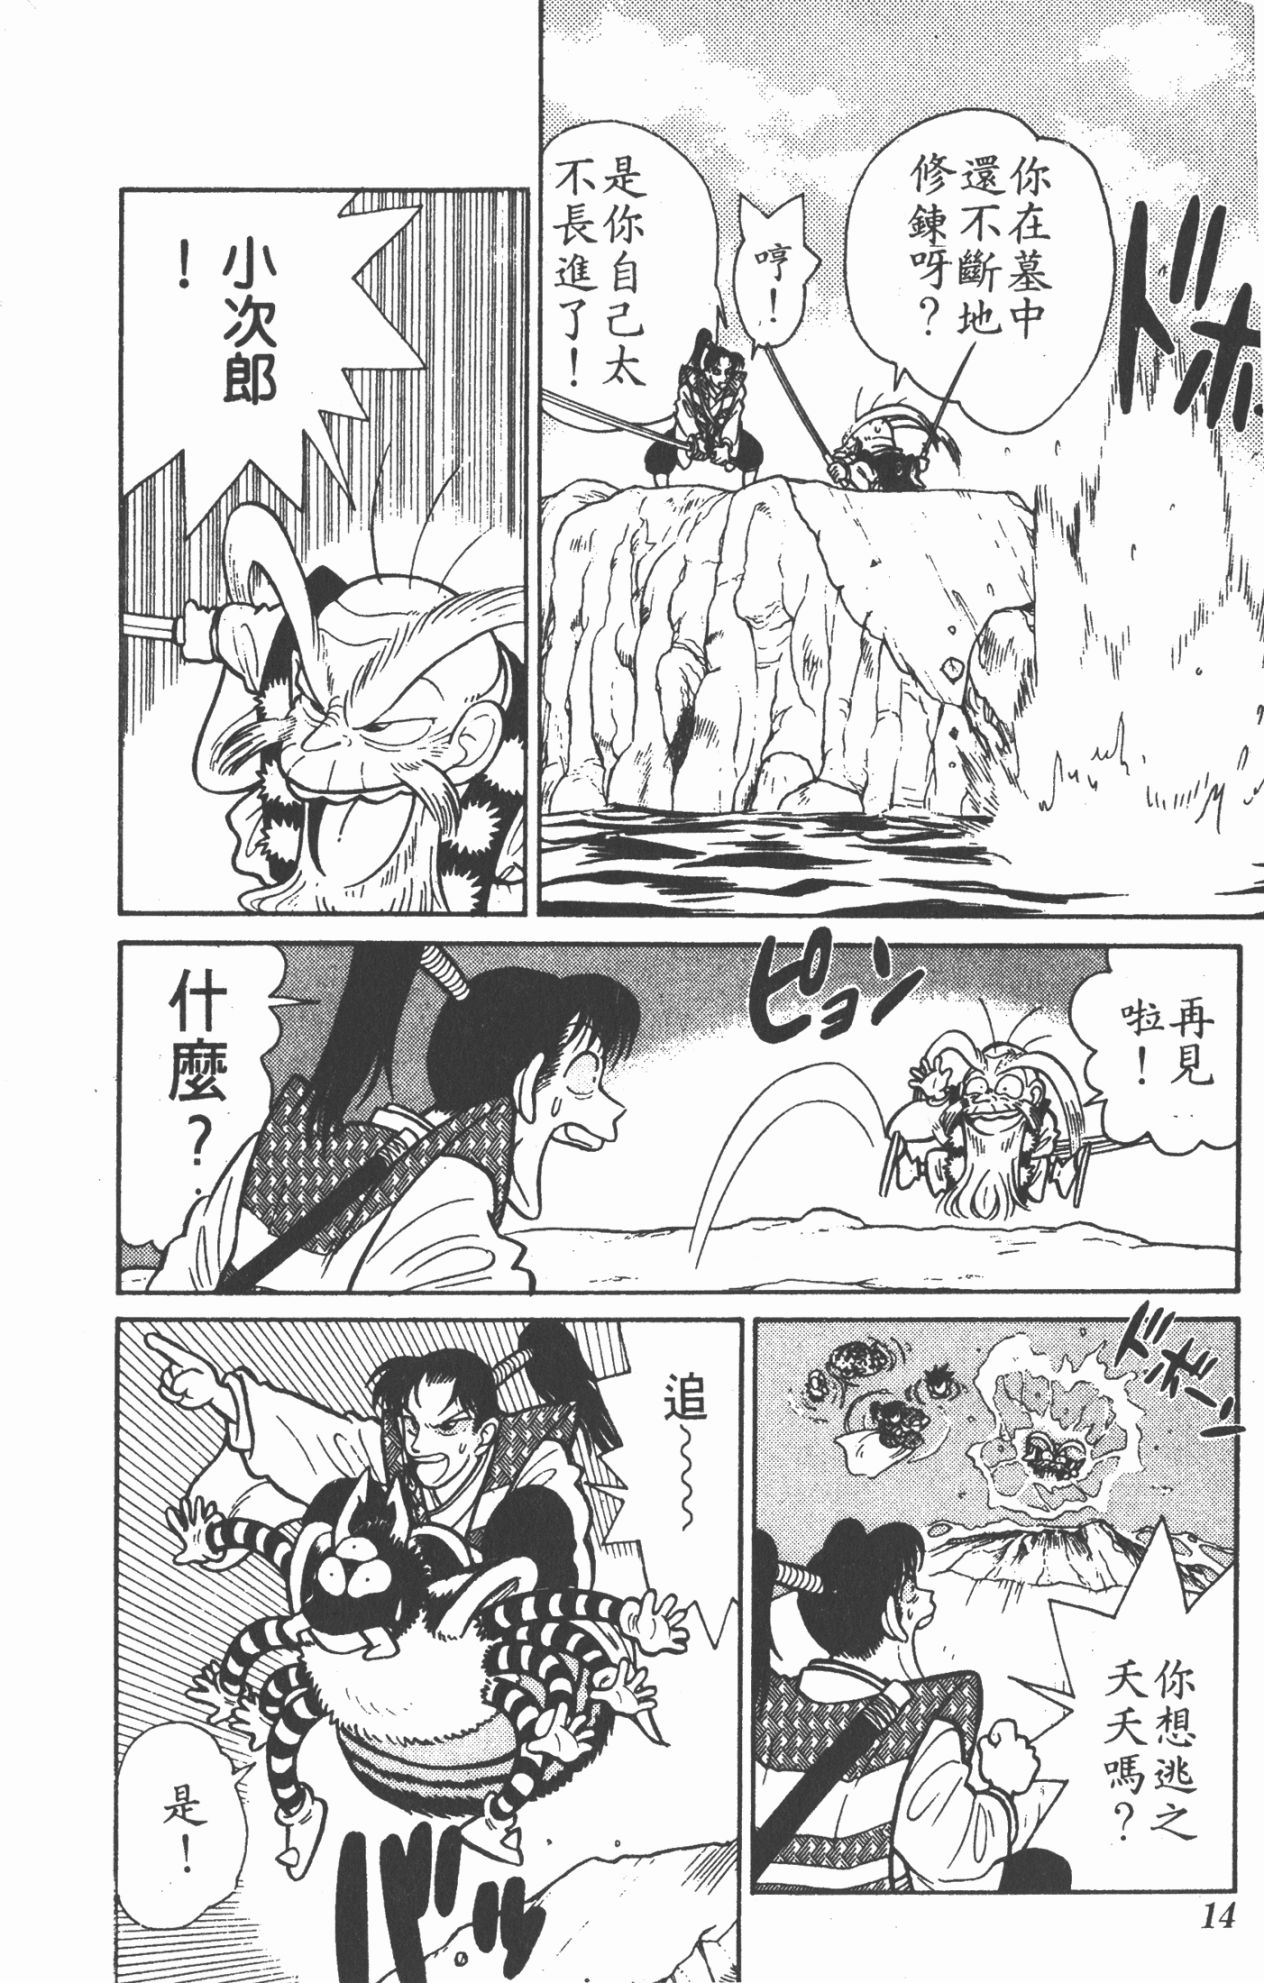 你在墓中
還不斷地
修鍊呀？
ドドホ
哼！
是你自己太
不長進了！
小次郎
！
再見
啦！
ピョン
什麼？
ドボーン
你想逃之
夭夭嗎？
追～～
是！
14